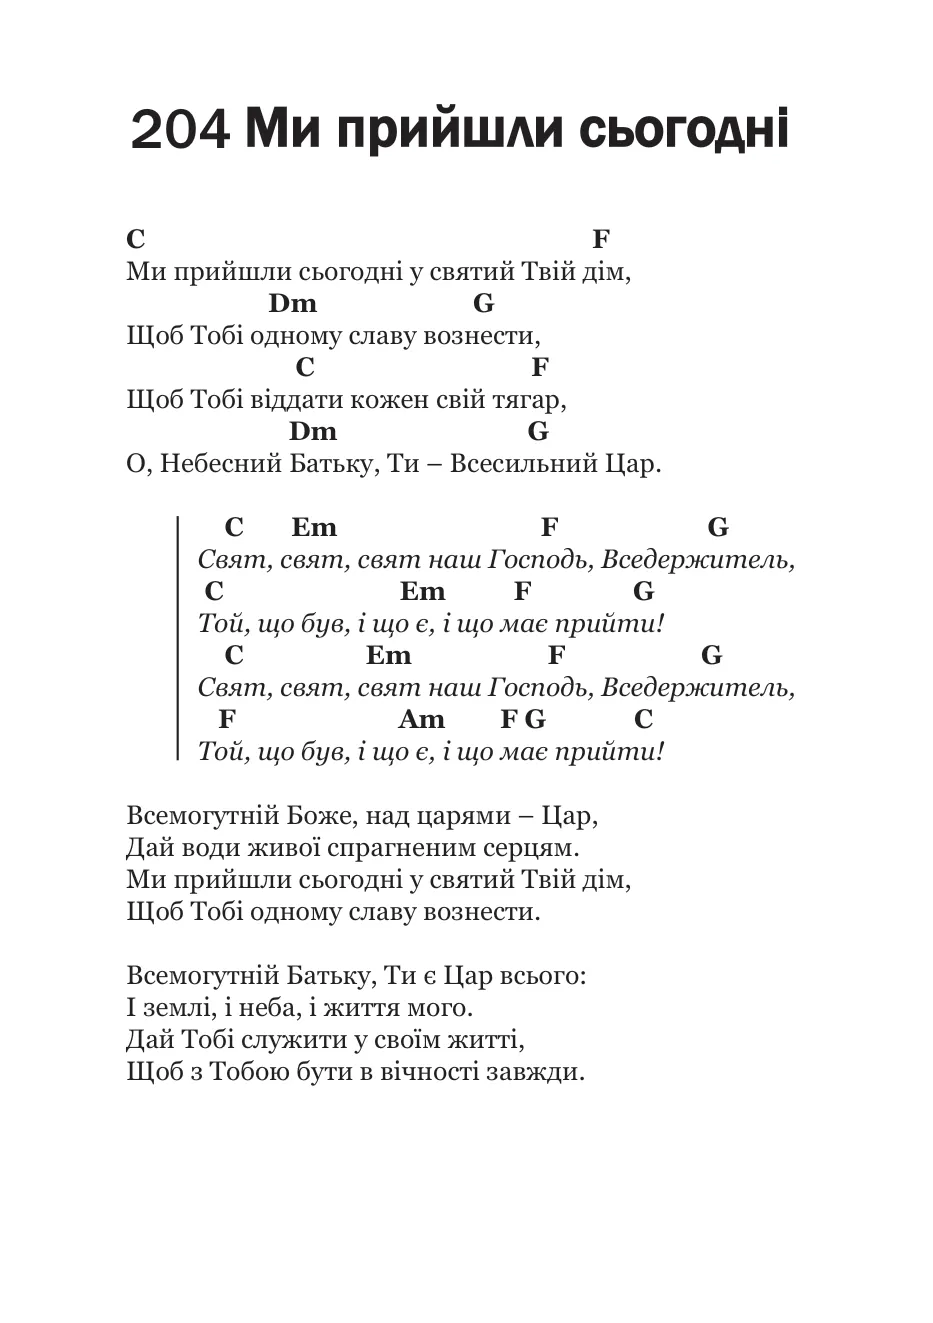 204 Ми прийшли сьогодні
C F
Ми прийшли сьогодні у святий Твій дім,
Dm G
Щоб Тобі одному славу вознести,
C F
Щоб Тобі віддати кожен свій тягар,
Dm G
О, Небесний Батьку, Ти – Всесильний Цар.
C Em F G
Свят, свят, свят наш Господь, Вседержитель,
C Em F G
Той, що був, і що є, і що має прийти!
C Em F G
Свят, свят, свят наш Господь, Вседержитель,
F Am F G C
Той, що був, і що є, і що має прийти!
Всемогутній Боже, над царями – Цар,
Дай води живої спрагненим серцям.
Ми прийшли сьогодні у святий Твій дім,
Щоб Тобі одному славу вознести.
Всемогутній Батьку, Ти є Цар всього:
І землі, і неба, і життя мого.
Дай Тобі служити у своїм житті,
Щоб з Тобою бути в вічності завжди.